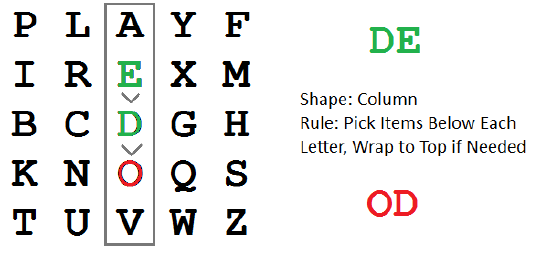 P L A Y F
I R E X M
B C D G H
K N O Q S
T U V W Z
DE
Shape: Column
Rule: Pick Items Below Each
Letter, Wrap to Top if Needed
OD